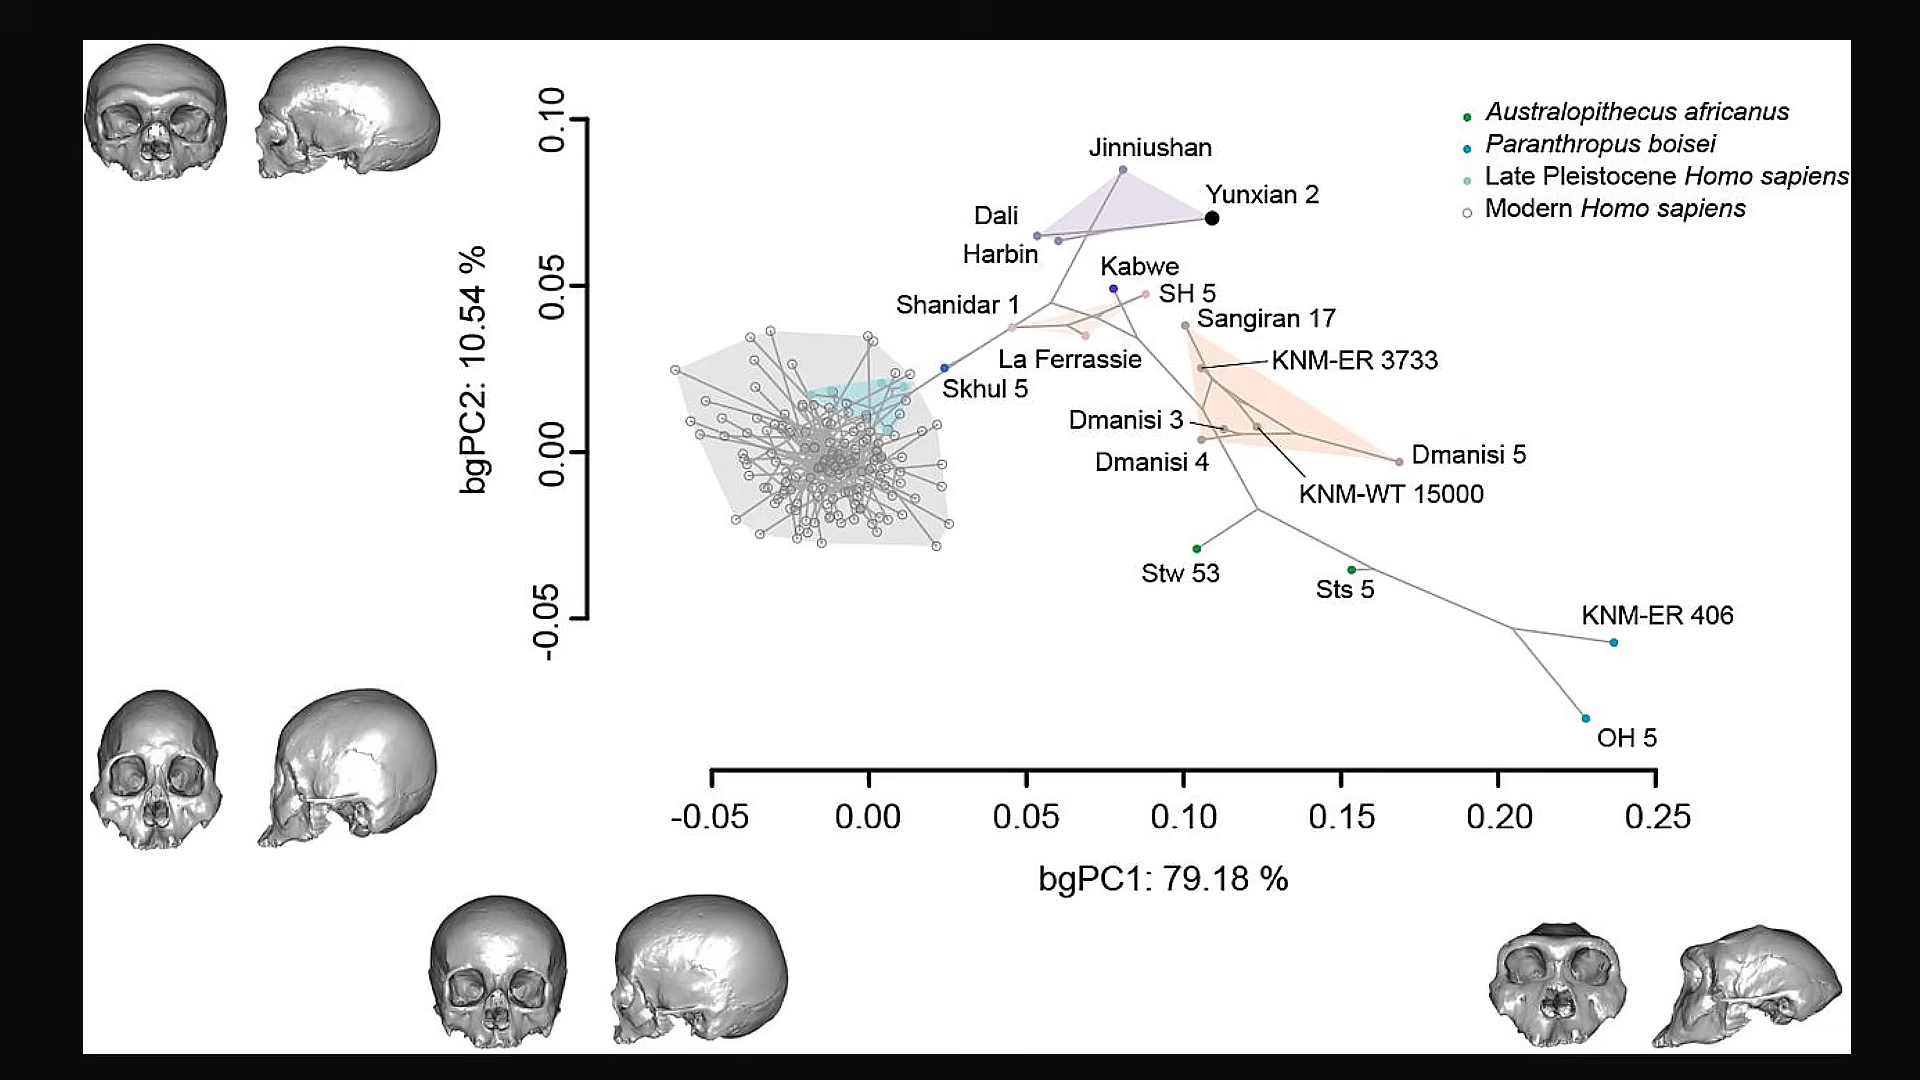 Australopithecus africanus
Paranthropus boisei
Late Pleistocene Homo sapiens
Modern Homo sapiens
Jinniushan
Yunxian 2
Dali
Harbin
Kabwe
SH 5
Shanidar 1
Sangiran 17
La Ferrassie
KNM-ER 3733
Skhul 5
Dmanisi 3
Dmanisi 4
Dmanisi 5
KNM-WT 15000
Stw 53
Sts 5
KNM-ER 406
OH 5
bgPC2: 10.54 %
0.10
0.05
0.00
-0.05
-0.05
0.00
0.05
0.10
0.15
0.20
0.25
bgPC1: 79.18 %